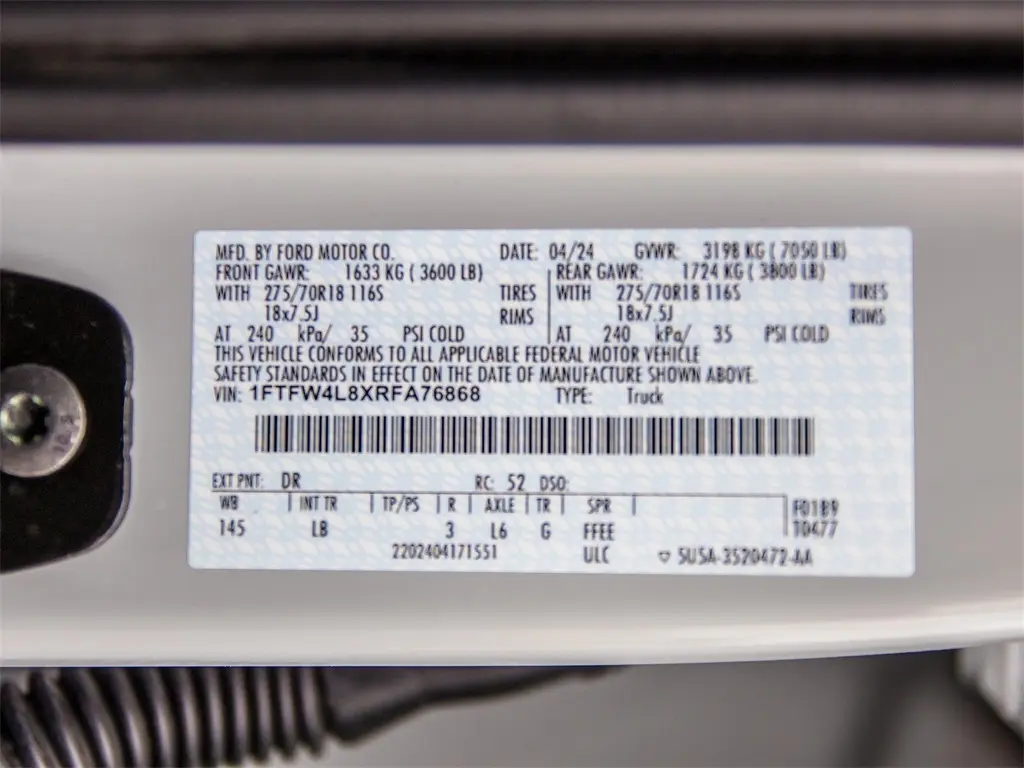 MFD. BY FORD MOTOR CO. DATE: 04/24 GVWR: 3198 KG ( 7050 LB)
FRONT GAWR: 1633 KG ( 3600 LB) REAR GAWR: 1724 KG ( 3800 LB)
WITH 275/70R18 116S TIRES WITH 275/70R18 116S TIRES
18x7.5J RIMS 18x7.5J RIMS
AT 240 kPa/ 35 PSI COLD AT 240 kPa/ 35 PSI COLD
THIS VEHICLE CONFORMS TO ALL APPLICABLE FEDERAL MOTOR VEHICLE
SAFETY STANDARDS IN EFFECT ON THE DATE OF MANUFACTURE SHOWN ABOVE.
VIN: 1FTFW4L8XRFA76868 TYPE: Truck
EXT PNT: DR RC: 52 DSO:
WB INT TR TP/PS R AXLE TR SPR F0189
145 LB 3 L6 G FFEE 10477
2202404171551 ULC 5U5A-3520472-AA